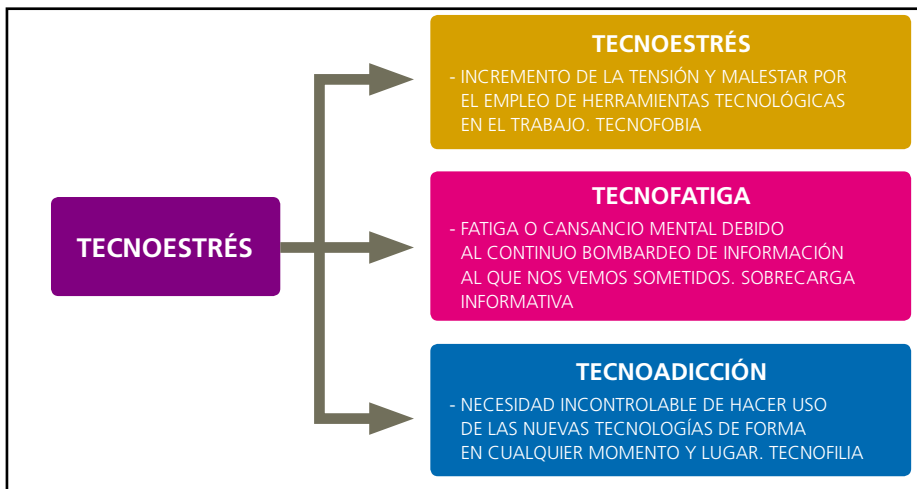 TECNOESTRÉS
TECNOESTRÉS
- INCREMENTO DE LA TENSIÓN Y MALESTAR POR
EL EMPLEO DE HERRAMIENTAS TECNOLÓGICAS
EN EL TRABAJO. TECNOFOBIA
TECNOFATIGA
- FATIGA O CANSANCIO MENTAL DEBIDO
AL CONTINUO BOMBARDEO DE INFORMACIÓN
AL QUE NOS VEMOS SOMETIDOS. SOBRECARGA
INFORMATIVA
TECNOADICCIÓN
- NECESIDAD INCONTROLABLE DE HACER USO
DE LAS NUEVAS TECNOLOGÍAS DE FORMA
EN CUALQUIER MOMENTO Y LUGAR. TECNOFILIA